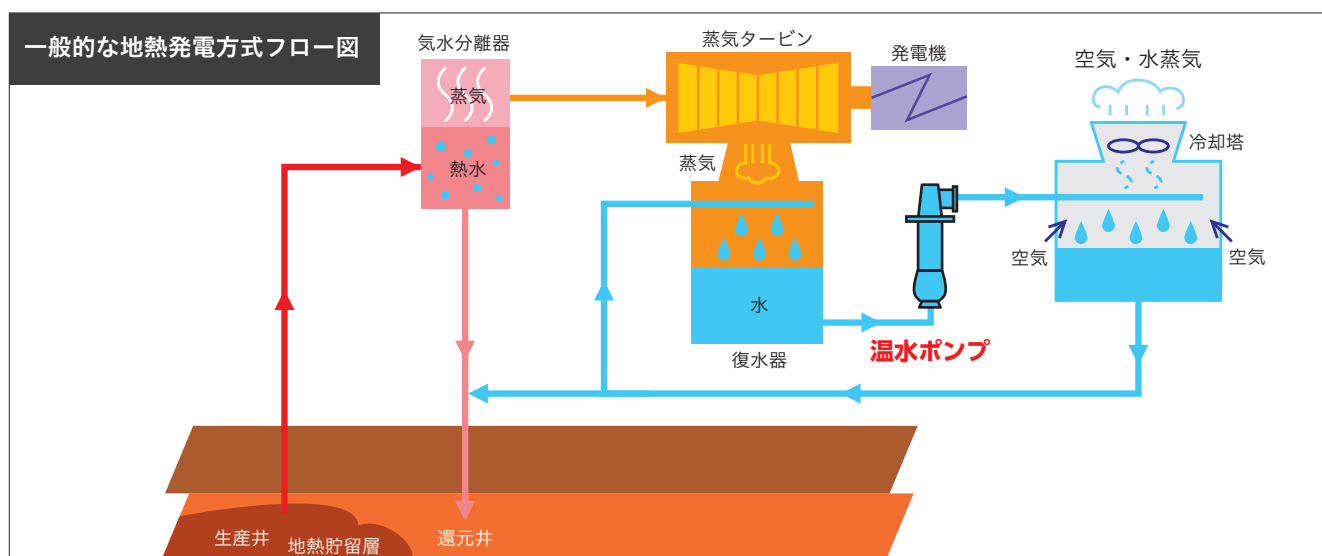 一般的な地熱発電方式フロー図
気水分離器
蒸気
熱水
蒸気タービン
発電機
蒸気
水
復水器
温水ポンプ
空気・水蒸気
冷却塔
空気
空気
生産井
地熱貯留層
還元井